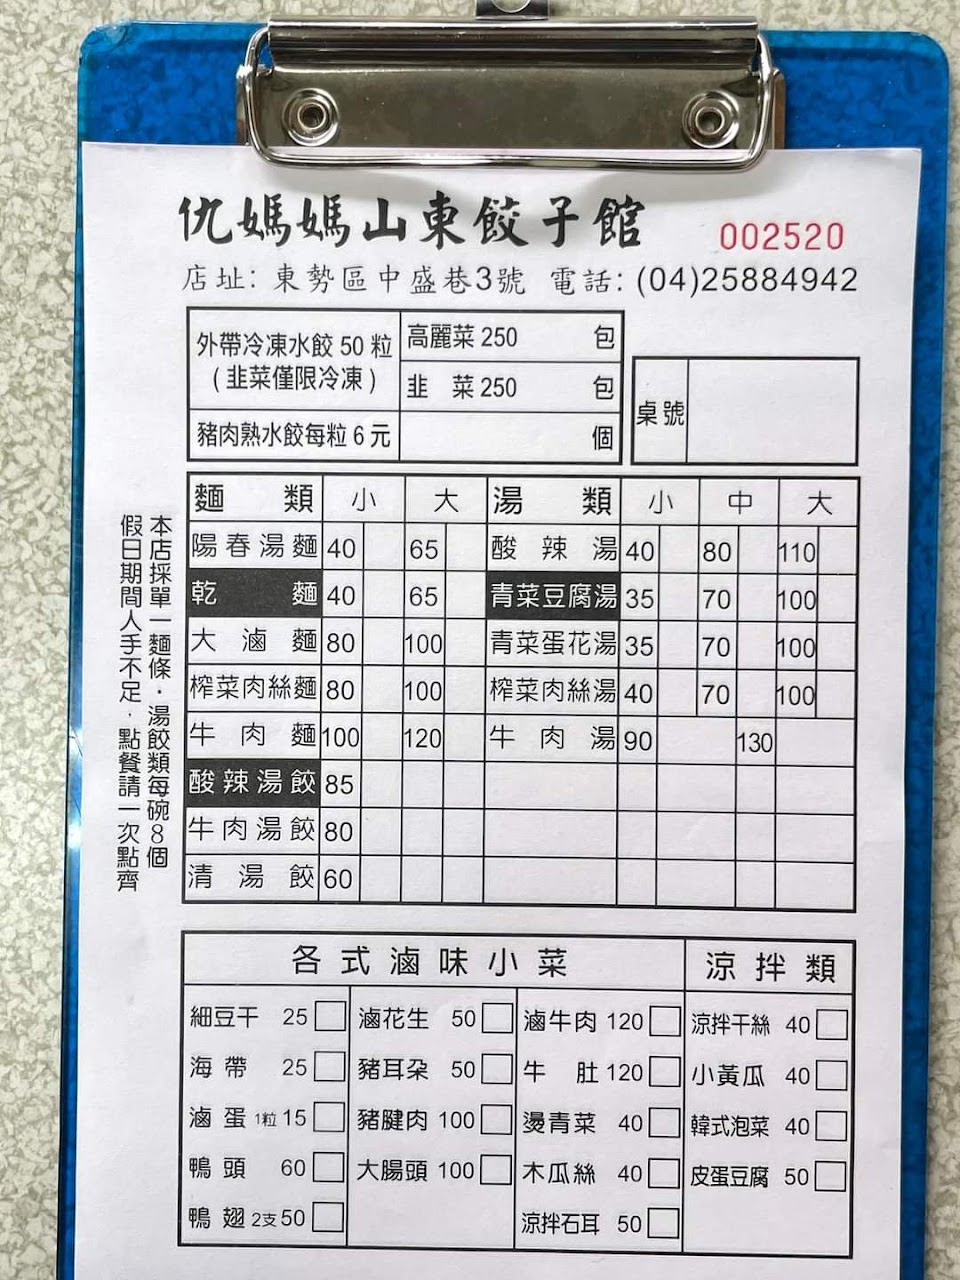 仇媽媽山東餃子館
002520
店址: 東勢區中盛巷3號 電話: (04)25884942
外帶冷凍水餃 50 粒
(韭菜僅限冷凍)
高麗菜 250 包
韭 菜 250 包
豬肉熟水餃每粒 6 元 個
桌號
本店採單一麵條．湯餃類每碗8個
假日期間人手不足．點餐請一次點齊
麵 類 小 大 湯 類 小 中 大
陽春湯麵 40 65 酸辣湯 40 80 110
乾麵 40 65 青菜豆腐湯 35 70 100
大滷麵 80 100 青菜蛋花湯 35 70 100
榨菜肉絲麵 80 100 榨菜肉絲湯 40 70 100
牛肉麵 100 120 牛肉湯 90 130
酸辣湯餃 85
牛肉湯餃 80
清湯餃 60
各式滷味小菜 涼拌類
細豆干 25 滷花生 50 滷牛肉 120 涼拌干絲 40
海帶 25 豬耳朵 50 牛肚 120 小黃瓜 40
滷蛋 1粒 15 豬腱肉 100 燙青菜 40 韓式泡菜 40
鴨頭 60 大腸頭 100 木瓜絲 40 皮蛋豆腐 50
鴨翅 2支 50 涼拌石耳 50